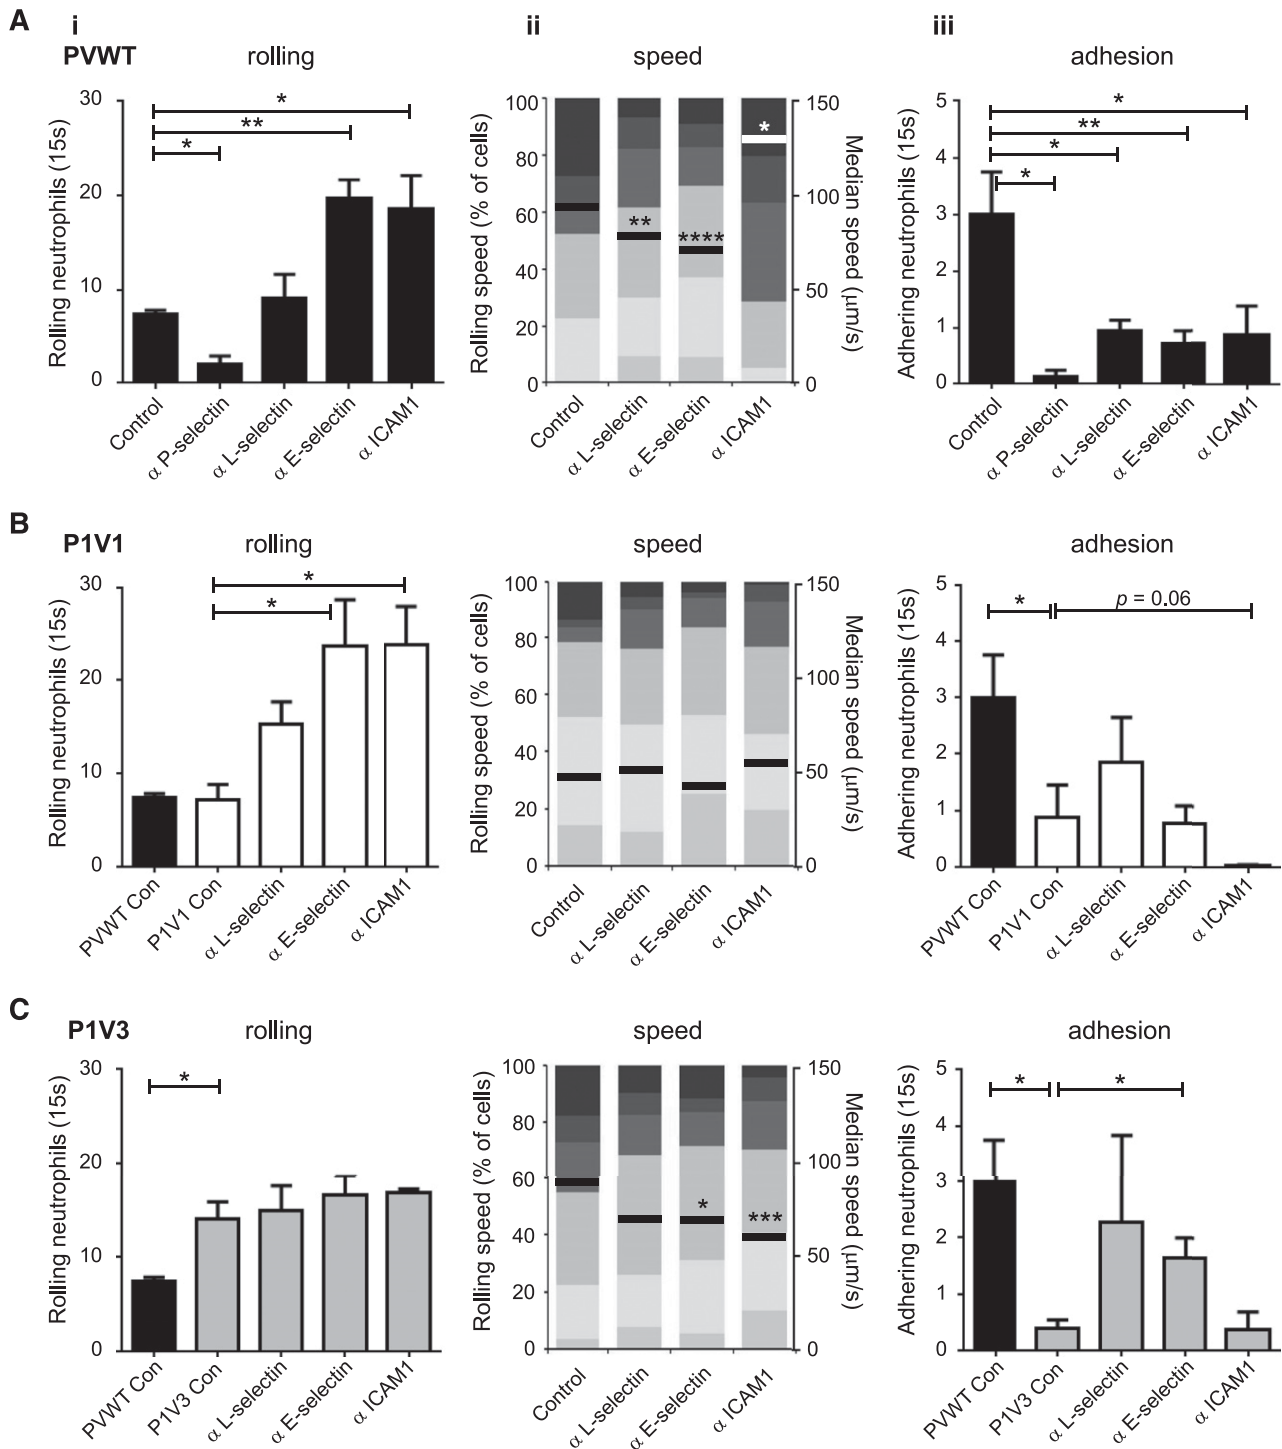 A
i
ii
iii
PVWT
rolling
speed
adhesion
Rolling neutrophils (15s)
30
20
10
0
*
**
*
Control
α P-selectin
α L-selectin
α E-selectin
α ICAM1
Rolling speed (% of cells)
100
80
60
40
20
0
**
****
*
150
100
50
0
Median speed (µm/s)
Control
α L-selectin
α E-selectin
α ICAM1
Adhering neutrophils (15s)
5
4
3
2
1
0
*
**
*
*
Control
α P-selectin
α L-selectin
α E-selectin
α ICAM1
B
P1V1
rolling
speed
adhesion
Rolling neutrophils (15s)
30
20
10
0
*
*
PVWT Con
P1V1 Con
α L-selectin
α E-selectin
α ICAM1
Rolling speed (% of cells)
100
80
60
40
20
0
150
100
50
0
Median speed (µm/s)
Control
α L-selectin
α E-selectin
α ICAM1
Adhering neutrophils (15s)
5
4
3
2
1
0
*
p = 0.06
PVWT Con
P1V1 Con
α L-selectin
α E-selectin
α ICAM1
C
P1V3
rolling
speed
adhesion
Rolling neutrophils (15s)
30
20
10
0
*
PVWT Con
P1V3 Con
α L-selectin
α E-selectin
α ICAM1
Rolling speed (% of cells)
100
80
60
40
20
0
*
***
150
100
50
0
Median speed (µm/s)
Control
α L-selectin
α E-selectin
α ICAM1
Adhering neutrophils (15s)
5
4
3
2
1
0
*
*
PVWT Con
P1V3 Con
α L-selectin
α E-selectin
α ICAM1